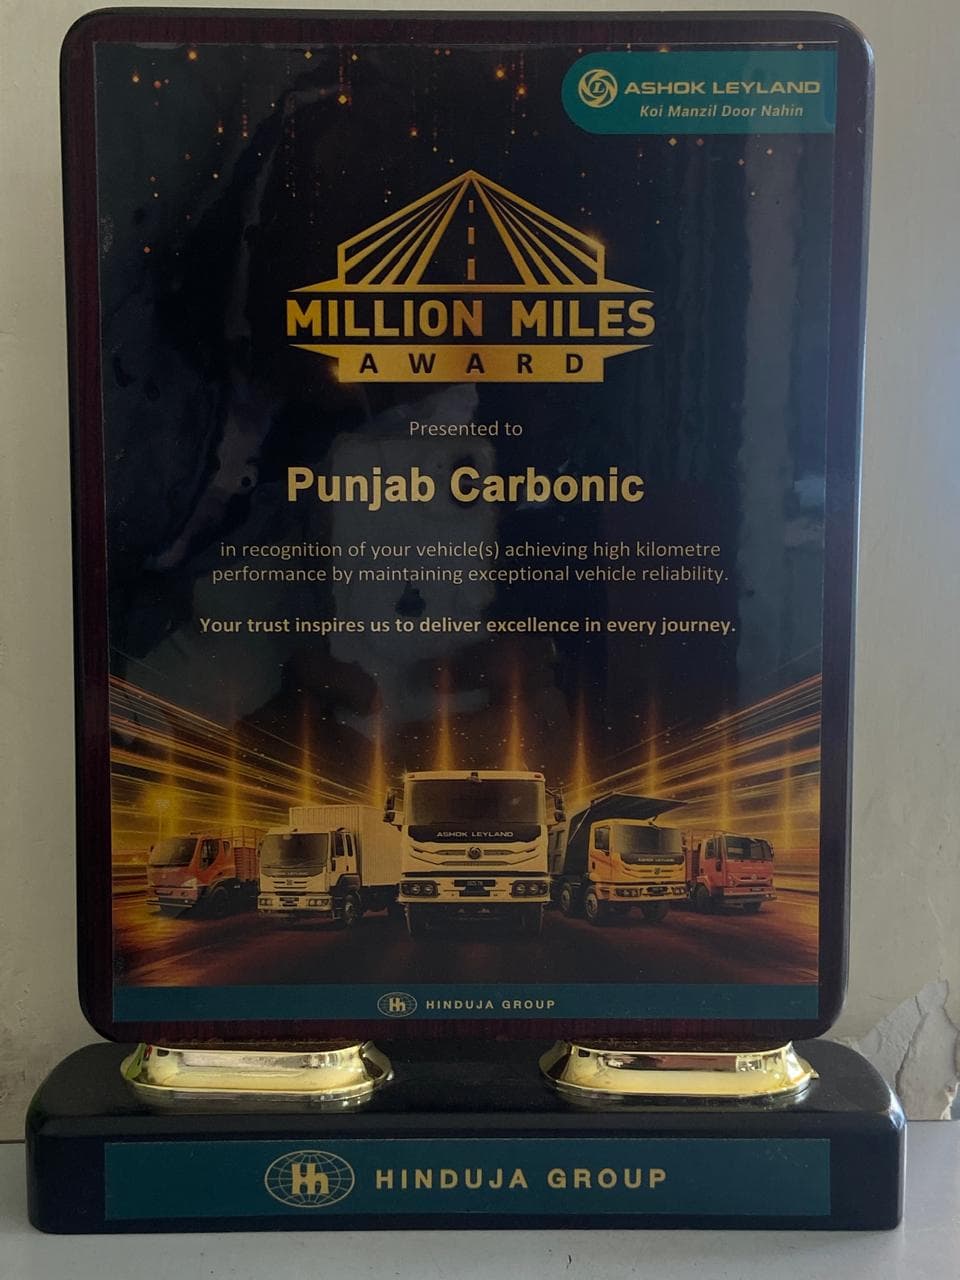 ASHOK LEYLAND
Koi Manzil Door Nahin
MILLION MILES
AWARD
Presented to
Punjab Carbonic
in recognition of your vehicle(s) achieving high kilometre
performance by maintaining exceptional vehicle reliability.
Your trust inspires us to deliver excellence in every journey.
ASHOK LEYLAND
HINDUJA GROUP
HINDUJA GROUP